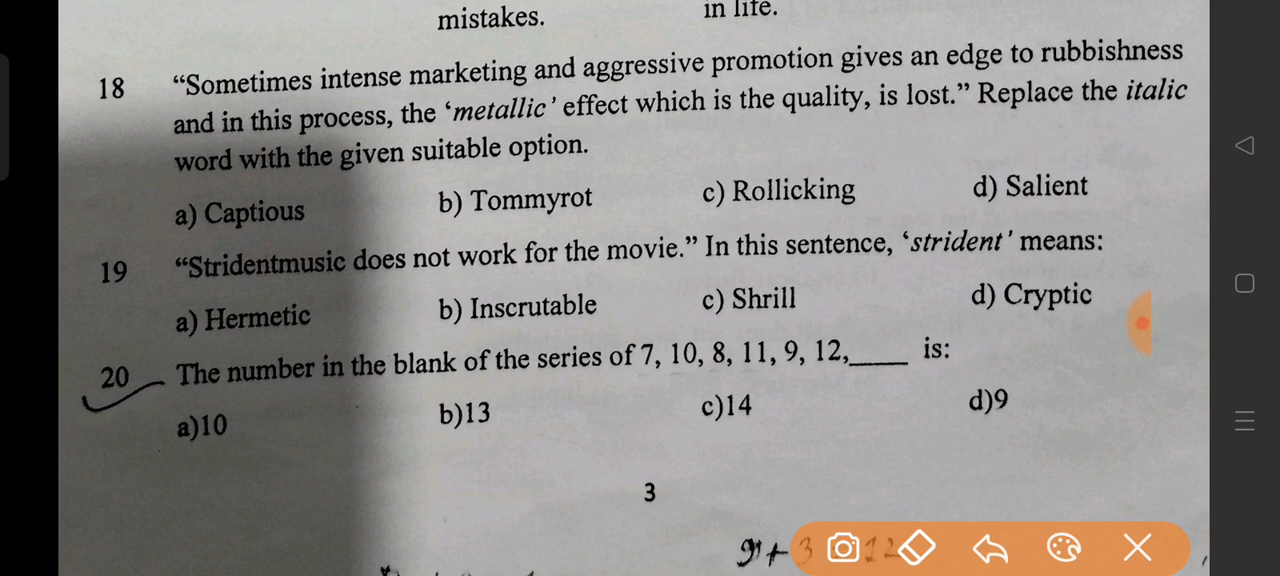 mistakes.
in life.
18 “Sometimes intense marketing and aggressive promotion gives an edge to rubbishness
and in this process, the ‘metallic’ effect which is the quality, is lost.” Replace the italic
word with the given suitable option.
a) Captious b) Tommyrot c) Rollicking d) Salient
19 “Stridentmusic does not work for the movie.” In this sentence, ‘strident’ means:
a) Hermetic b) Inscrutable c) Shrill d) Cryptic
20 The number in the blank of the series of 7, 10, 8, 11, 9, 12,____ is:
a)10 b)13 c)14 d)9
3